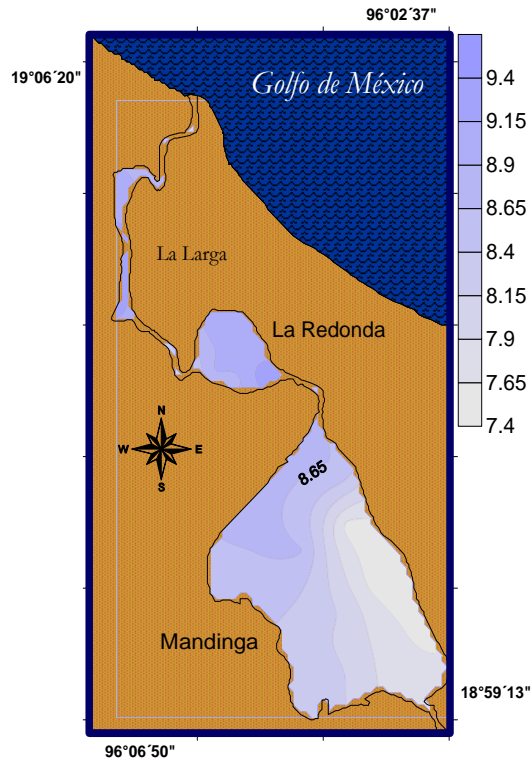 96°02´37"
19°06´20"
Golfo de México
9.4
9.15
8.9
8.65
8.4
8.15
7.9
7.65
7.4
La Larga
La Redonda
N
W E
S
8.65
Mandinga
18°59´13"
96°06´50"